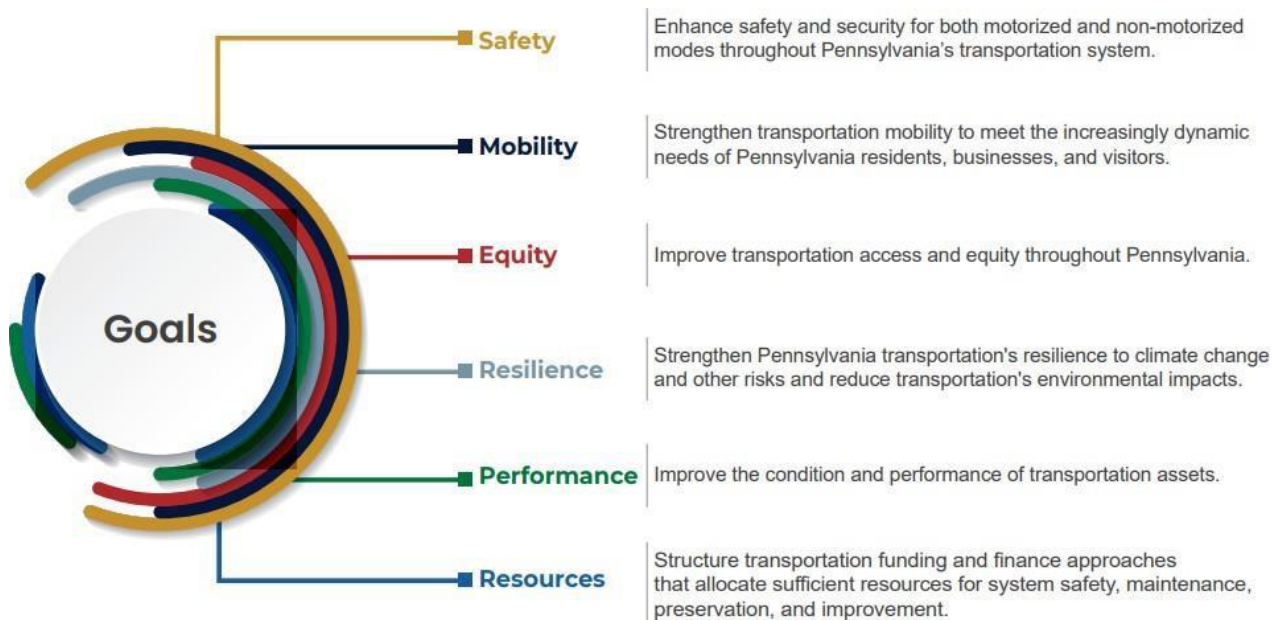 Safety
Enhance safety and security for both motorized and non-motorized
modes throughout Pennsylvania's transportation system.
Mobility
Strengthen transportation mobility to meet the increasingly dynamic
needs of Pennsylvania residents, businesses, and visitors.
Equity
Improve transportation access and equity throughout Pennsylvania.
Goals
Resilience
Strengthen Pennsylvania transportation's resilience to climate change
and other risks and reduce transportation's environmental impacts.
Performance
Improve the condition and performance of transportation assets.
Resources
Structure transportation funding and finance approaches
that allocate sufficient resources for system safety, maintenance,
preservation, and improvement.